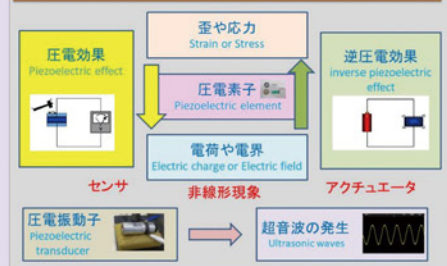 歪や応力
Strain or Stress
圧電効果
Piezoelectric effect
逆圧電効果
inverse piezoelectric
effect
圧電素子
Piezoelectric element
電荷や電界
Electric charge or Electric field
センサ
非線形現象
アクチュエータ
圧電振動子
Piezoelectric
transducer
超音波の発生
Ultrasonic waves